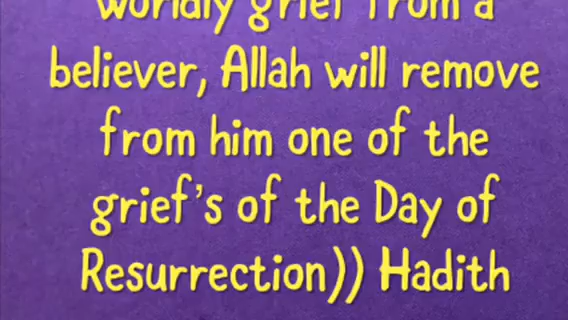 worldly grief from a
believer, Allah will remove
from him one of the
grief's of the Day of
Resurrection)) Hadith